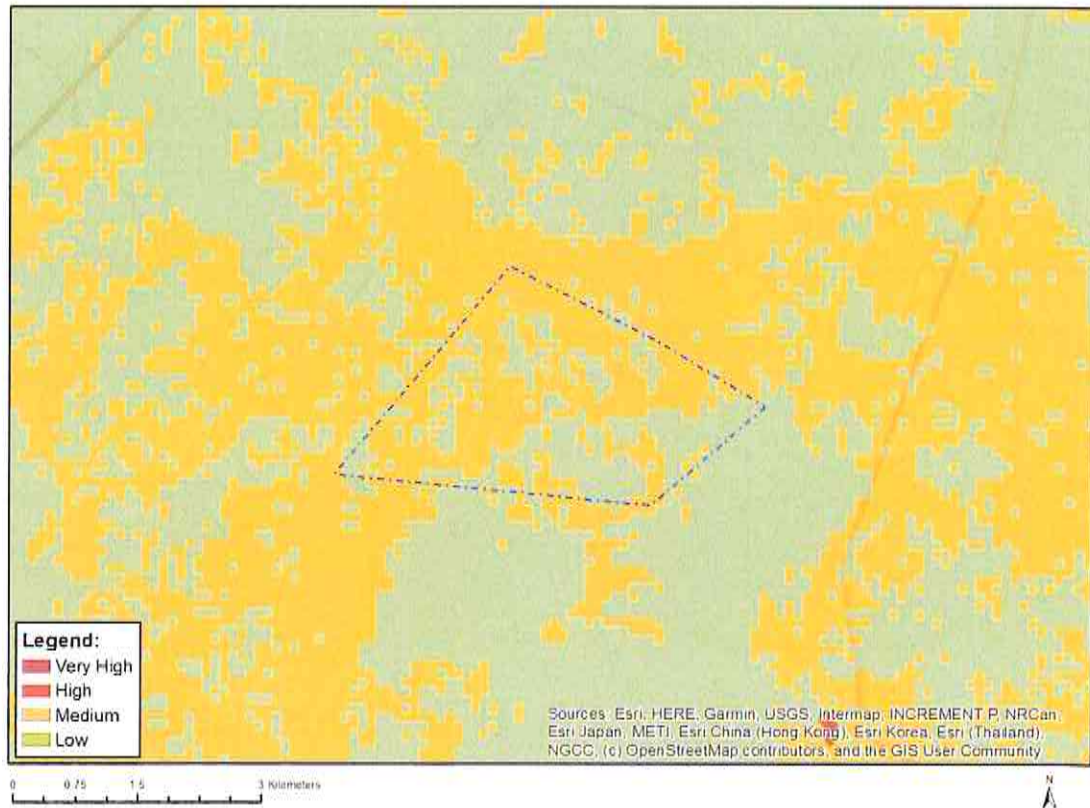 Legend:
Very High
High
Medium
Low
Sources: Esri, HERE, Garmin, USGS, Intermap, INCREMENT P, NRCan,
Esri Japan, METI, Esri China (Hong Kong), Esri Korea, Esri (Thailand),
NGCC, (c) OpenStreetMap contributors, and the GIS User Community
0 0.75 1.5 3 Kilometers
N